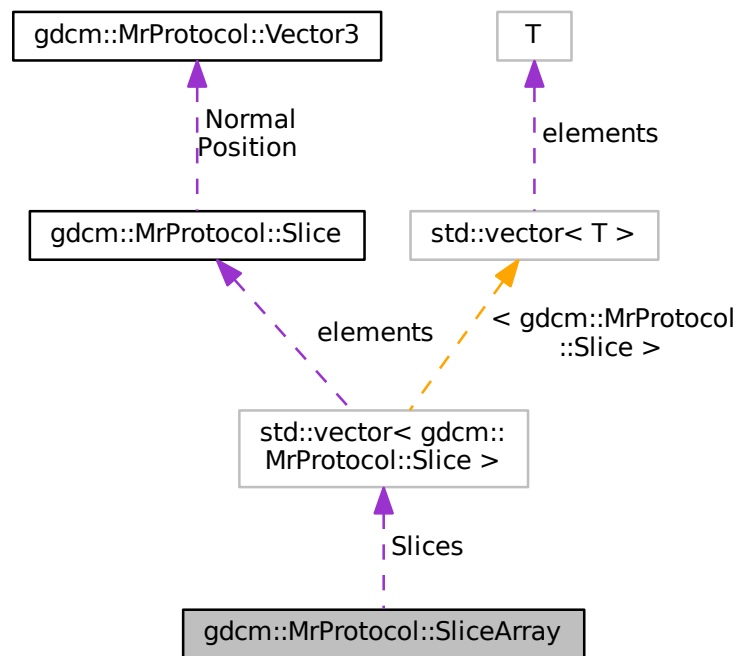 gdcm::MrProtocol::Vector3
T
Normal
Position
elements
gdcm::MrProtocol::Slice
std::vector< T >
elements
< gdcm::MrProtocol
::Slice >
std::vector< gdcm::
MrProtocol::Slice >
Slices
gdcm::MrProtocol::SliceArray